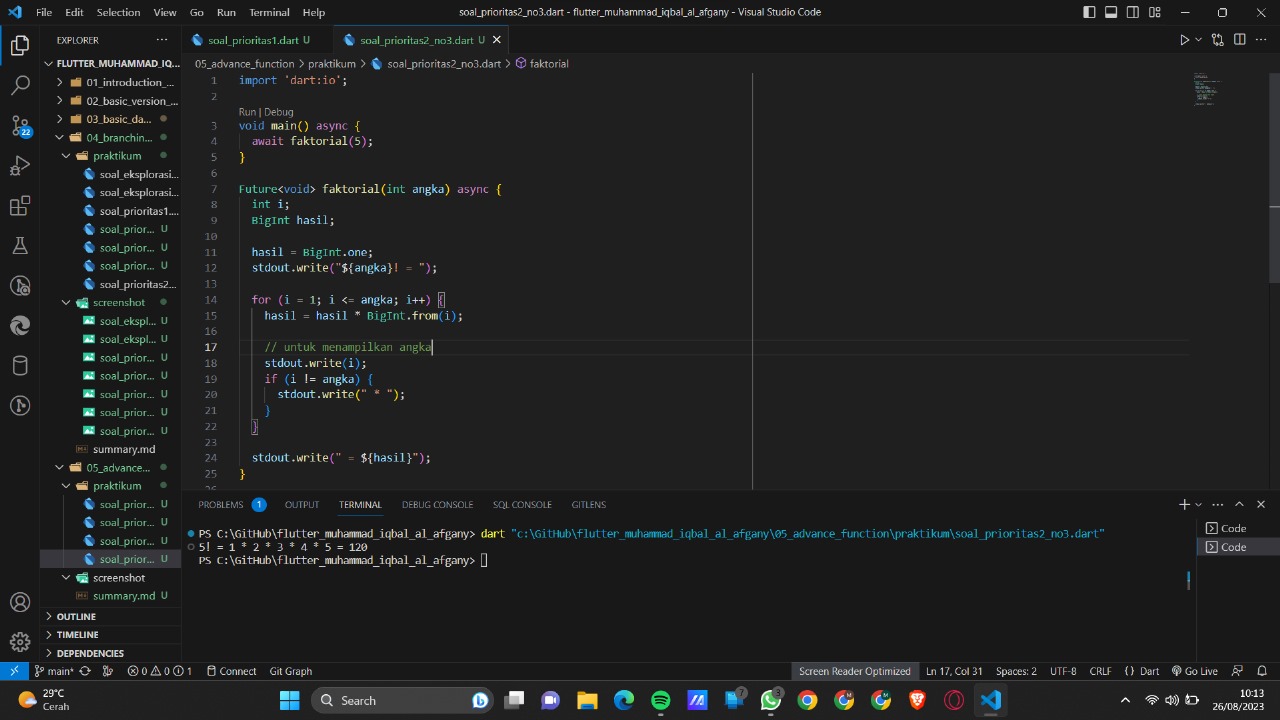 File Edit Selection View Go Run Terminal Help
soal_prioritas2_no3.dart - flutter_muhammad_iqbal_al_afgany - Visual Studio Code
EXPLORER
FLUTTER_MUHAMMAD_IQ...
01_introduction_...
02_basic_version_...
03_basic_da...
04_branchin...
praktikum
soal_eksplorasi...
soal_eksplorasi...
soal_prioritas1....
soal_prior... U
soal_prior... U
soal_prior... U
soal_prioritas2...
screenshot
soal_ekspl... U
soal_ekspl... U
soal_prior... U
soal_prior... U
soal_prior... U
soal_prior... U
soal_prior... U
summary.md
05_advance...
praktikum
soal_prior... U
soal_prior... U
soal_prior... U
soal_prior... U
screenshot
summary.md U
OUTLINE
TIMELINE
DEPENDENCIES
22
soal_prioritas1.dart U
soal_prioritas2_no3.dart U
05_advance_function > praktikum > soal_prioritas2_no3.dart > faktorial
1 import 'dart:io';
2
Run | Debug
3 void main() async {
4 await faktorial(5);
5 }
6
7 Future<void> faktorial(int angka) async {
8 int i;
9 BigInt hasil;
10
11 hasil = BigInt.one;
12 stdout.write("${angka}! = ");
13
14 for (i = 1; i <= angka; i++) {
15 hasil = hasil * BigInt.from(i);
16
17 // untuk menampilkan angka
18 stdout.write(i);
19 if (i != angka) {
20 stdout.write(" * ");
21 }
22 }
23
24 stdout.write(" = ${hasil}");
25 }
26
PROBLEMS 1 OUTPUT TERMINAL DEBUG CONSOLE SQL CONSOLE GITLENS
PS C:\GitHub\flutter_muhammad_iqbal_al_afgany> dart "c:\GitHub\flutter_muhammad_iqbal_al_afgany\05_advance_function\praktikum\soal_prioritas2_no3.dart"
5! = 1 * 2 * 3 * 4 * 5 = 120
PS C:\GitHub\flutter_muhammad_iqbal_al_afgany>
Code
Code
main* 0 0 1 Connect Git Graph
Screen Reader Optimized Ln 17, Col 31 Spaces: 2 UTF-8 CRLF { } Dart Go Live
29°C
Cerah
Search
7
3
10:13
26/08/2023